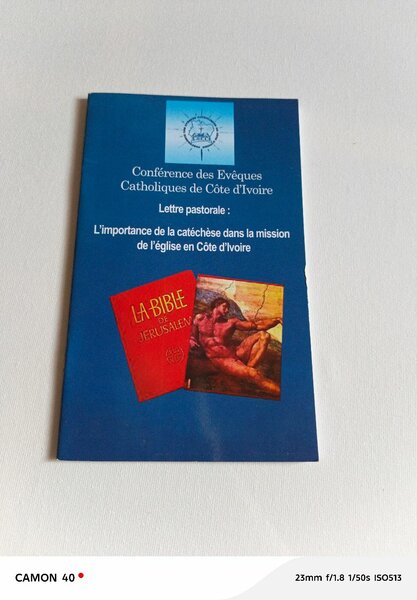 Conférence des Evêques
Catholiques de Côte d'Ivoire
Lettre pastorale :
L'importance de la catéchèse dans la mission
de l'église en Côte d'Ivoire
LA·BIBLE
DE
JERUSALEM
CAMON 40
23mm f/1.8 1/50s ISO513